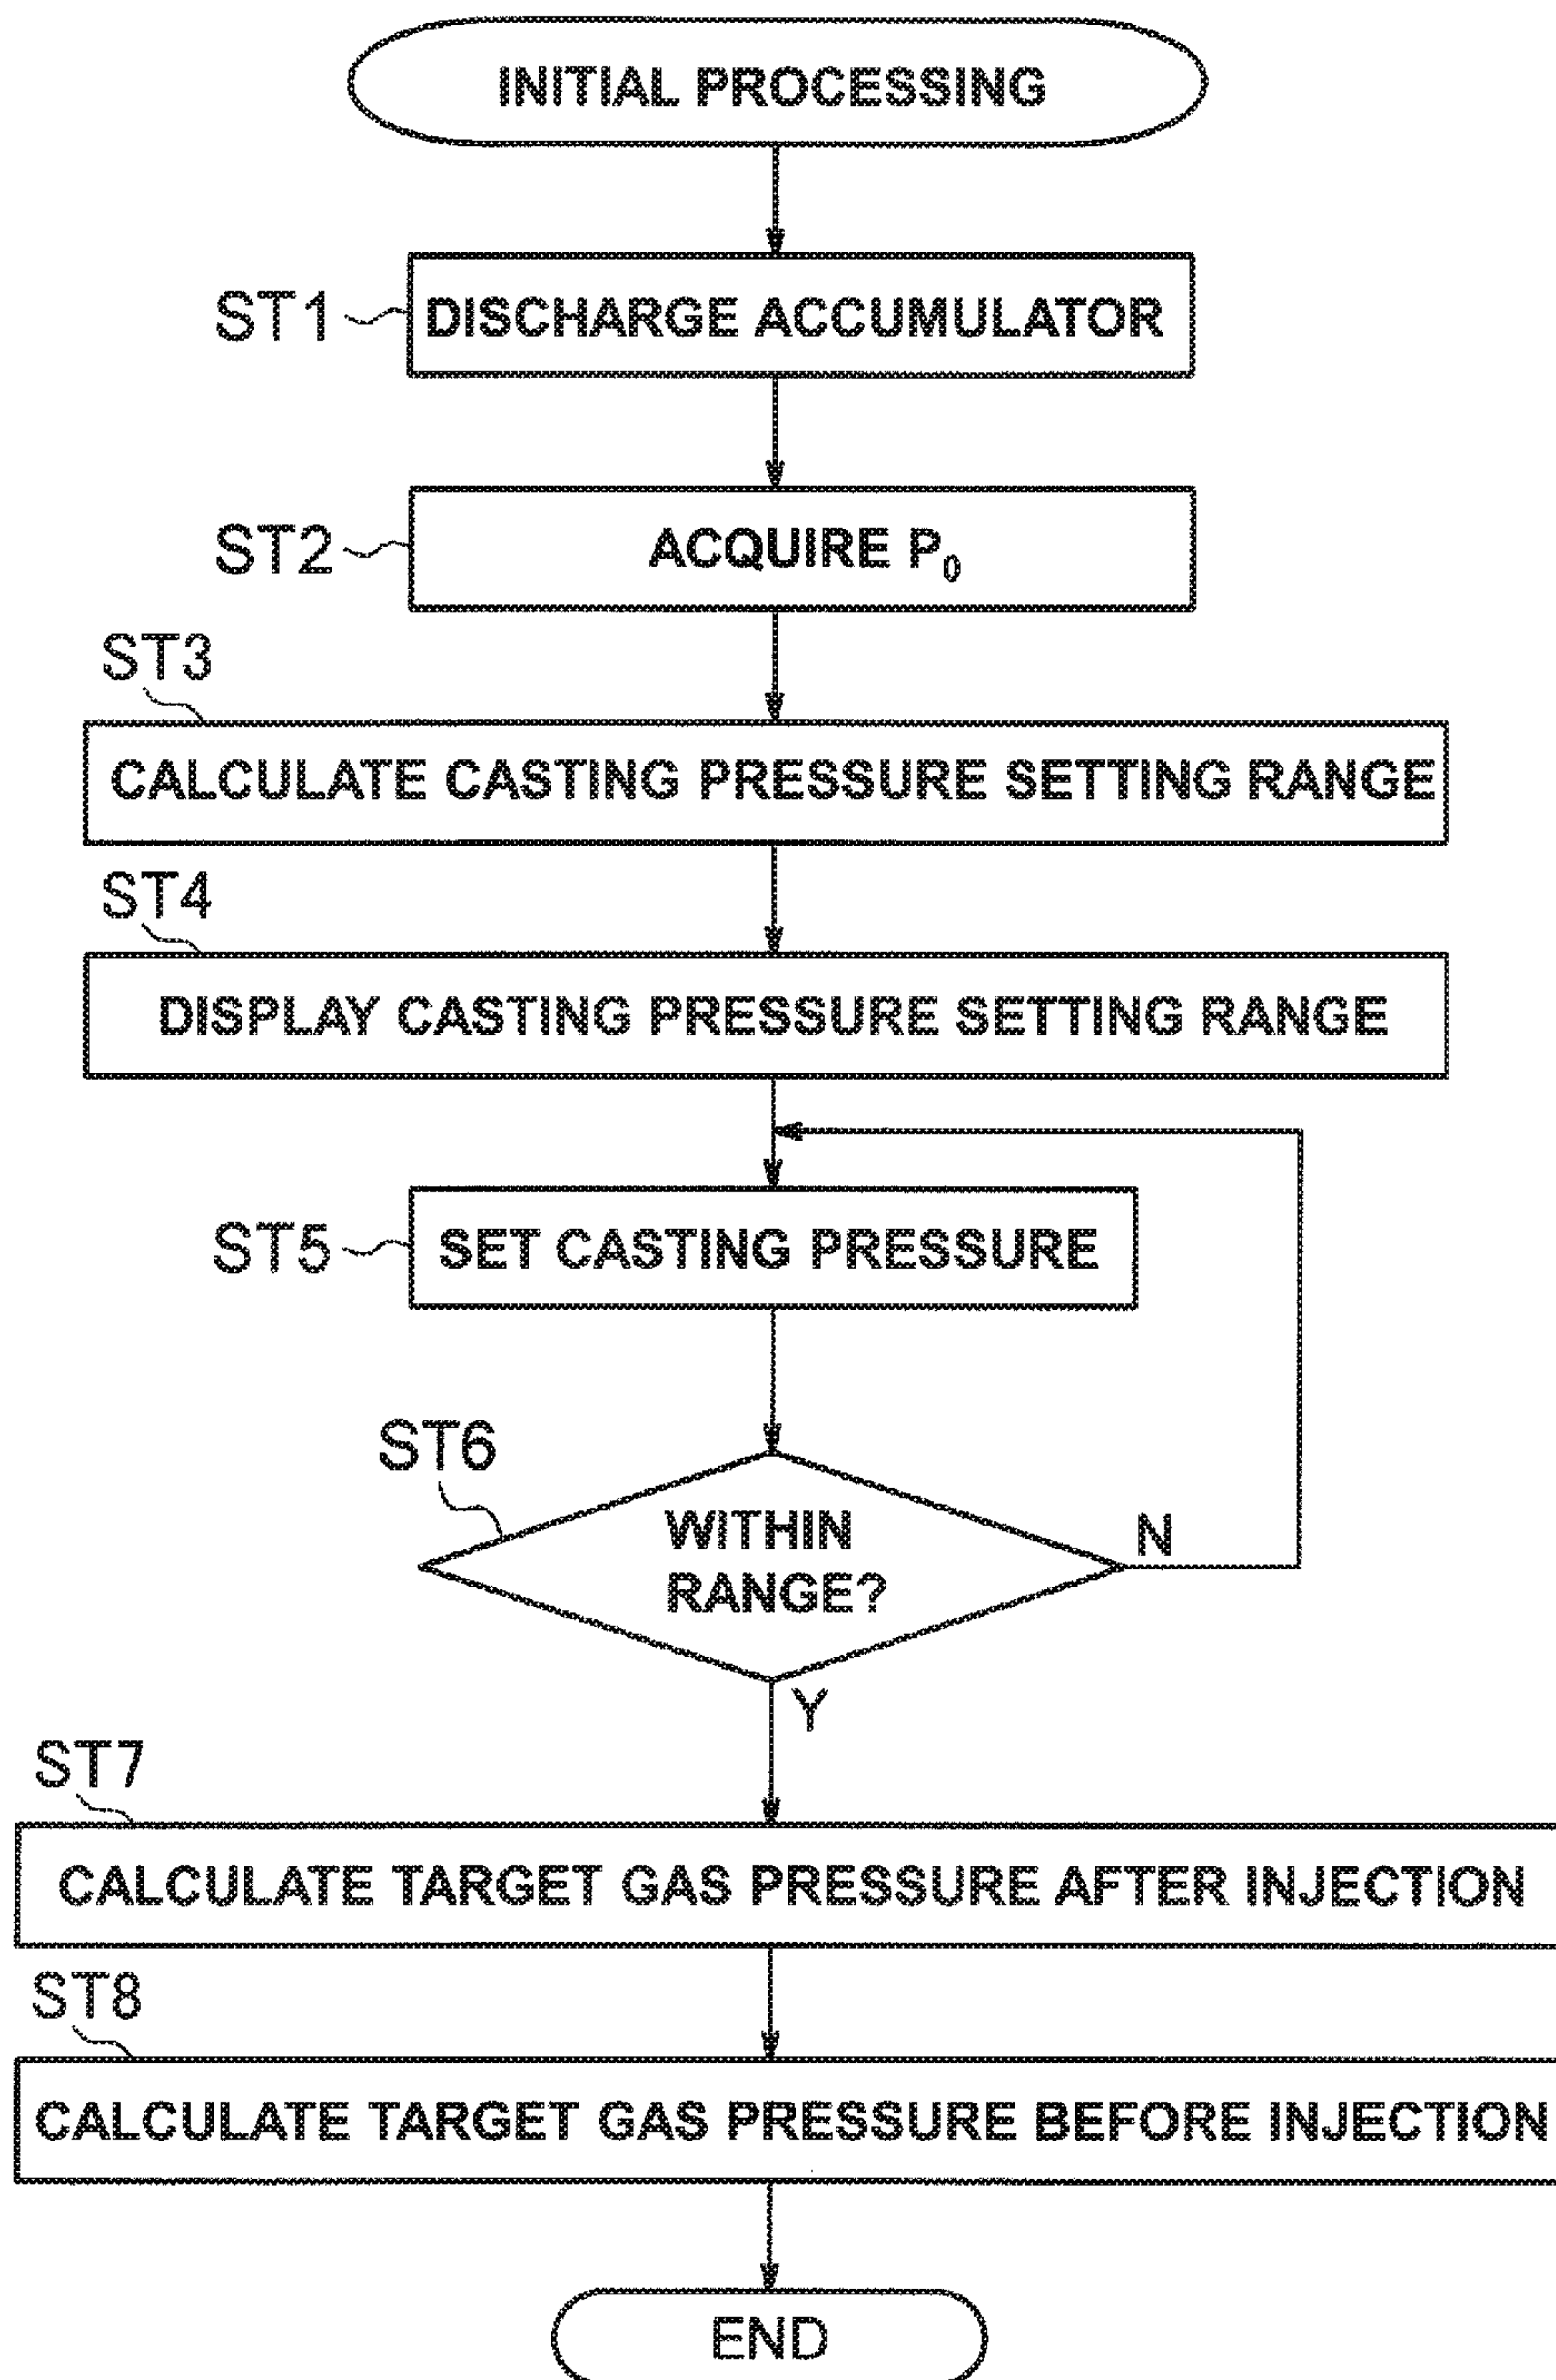 INITIAL PROCESSING
ST1
DISCHARGE ACCUMULATOR
ST2
ACQUIRE P₀
ST3
CALCULATE CASTING PRESSURE SETTING RANGE
ST4
DISPLAY CASTING PRESSURE SETTING RANGE
ST5
SET CASTING PRESSURE
ST6
WITHIN
RANGE?
N
Y
ST7
CALCULATE TARGET GAS PRESSURE AFTER INJECTION
ST8
CALCULATE TARGET GAS PRESSURE BEFORE INJECTION
END